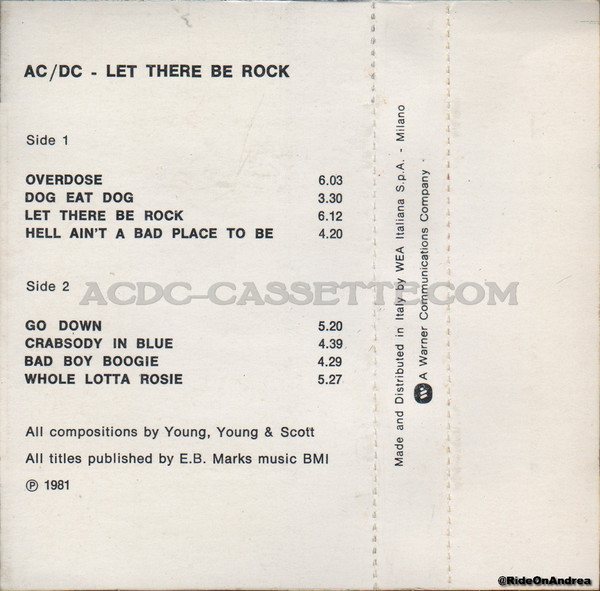 AC/DC - LET THERE BE ROCK
Side 1
OVERDOSE 6.03
DOG EAT DOG 3.30
LET THERE BE ROCK 6.12
HELL AIN'T A BAD PLACE TO BE 4.20
Side 2
ACDC-CASSETTE.COM
GO DOWN 5.20
CRABSODY IN BLUE 4.39
BAD BOY BOOGIE 4.29
WHOLE LOTTA ROSIE 5.27
All compositions by Young, Young & Scott
All titles published by E.B. Marks music BMI
℗ 1981
Made and Distributed in Italy by WEA Italiana S.p.A. - Milano
A Warner Communications Company
@RideOnAndrea